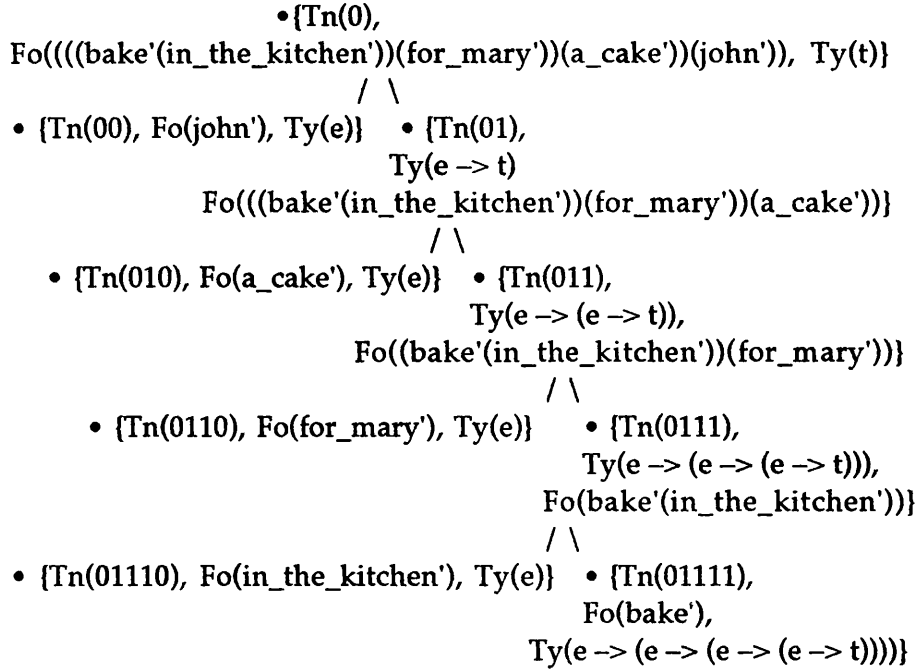 •{Tn(0),
Fo((((bake'(in_the_kitchen'))(for_mary'))(a_cake'))(john')), Ty(t)}
/ \
• {Tn(00), Fo(john'), Ty(e)} • {Tn(01),
Ty(e –> t)
Fo(((bake'(in_the_kitchen'))(for_mary'))(a_cake'))}
/ \
• {Tn(010), Fo(a_cake'), Ty(e)} • {Tn(011),
Ty(e –> (e –> t)),
Fo((bake'(in_the_kitchen'))(for_mary'))}
/ \
• {Tn(0110), Fo(for_mary'), Ty(e)} • {Tn(0111),
Ty(e –> (e –> (e –> t))),
Fo(bake'(in_the_kitchen'))}
/ \
• {Tn(01110), Fo(in_the_kitchen'), Ty(e)} • {Tn(01111),
Fo(bake'),
Ty(e –> (e –> (e –> (e –> t))))}